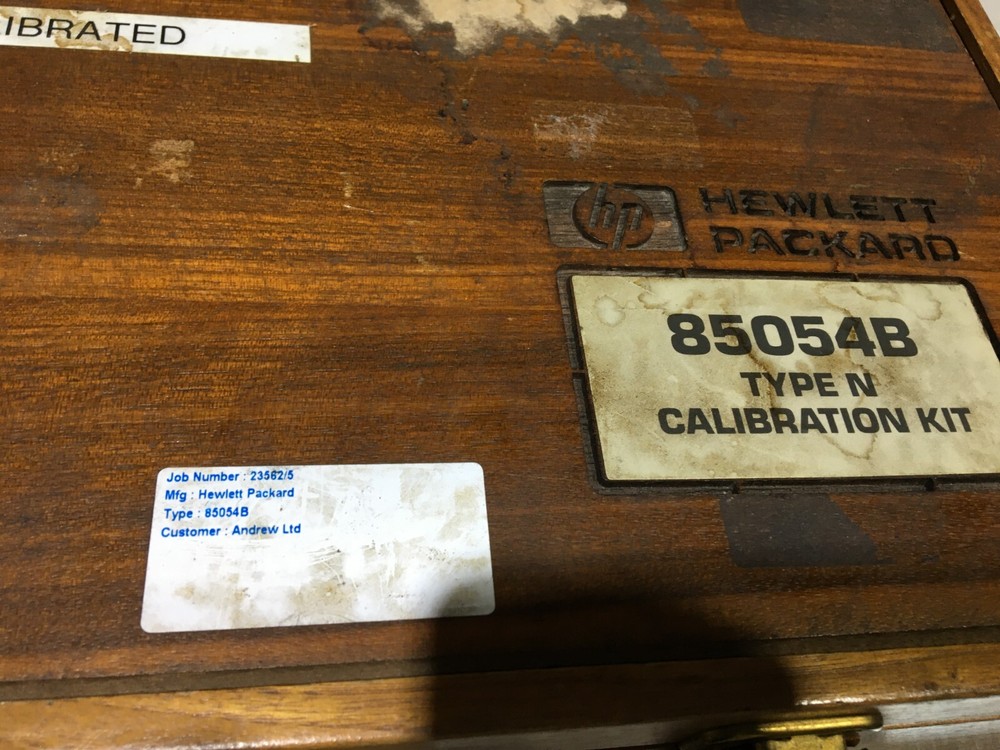 IBRATED
hp HEWLETT
PACKARD
85054B
TYPE N
CALIBRATION KIT
Job Number : 23562/5
Mfg : Hewlett Packard
Type : 85054B
Customer : Andrew Ltd